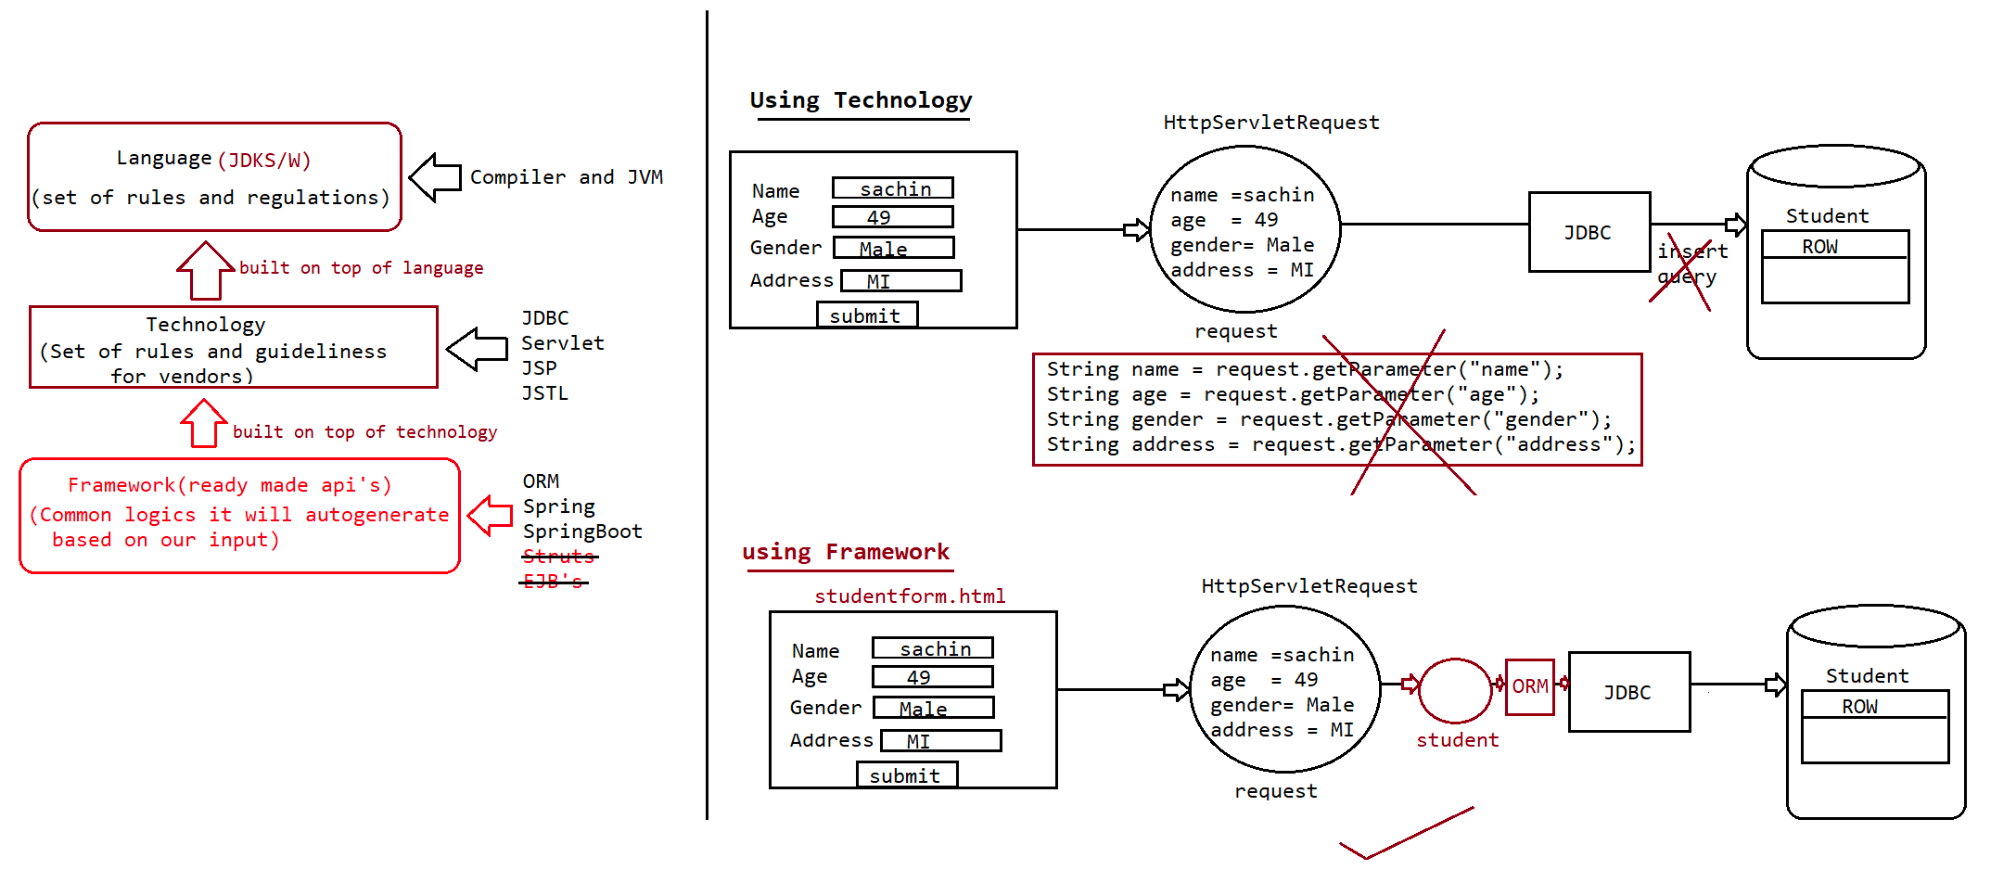 Language (JDKS/W)
(set of rules and regulations)
Compiler and JVM
built on top of language
Technology
(Set of rules and guideliness
for vendors)
JDBC
Servlet
JSP
JSTL
built on top of technology
Framework(ready made api's)
(Common logics it will autogenerate
based on our input)
ORM
Spring
SpringBoot
Struts
EJB's
Using Technology
Name sachin
Age 49
Gender Male
Address MI
submit
HttpServletRequest
name =sachin
age = 49
gender= Male
address = MI
request
JDBC
insert
query
Student
ROW
String name = request.getParameter("name");
String age = request.getParameter("age");
String gender = request.getParameter("gender");
String address = request.getParameter("address");
using Framework
studentform.html
Name sachin
Age 49
Gender Male
Address MI
submit
HttpServletRequest
name =sachin
age = 49
gender= Male
address = MI
request
student
ORM
JDBC
Student
ROW